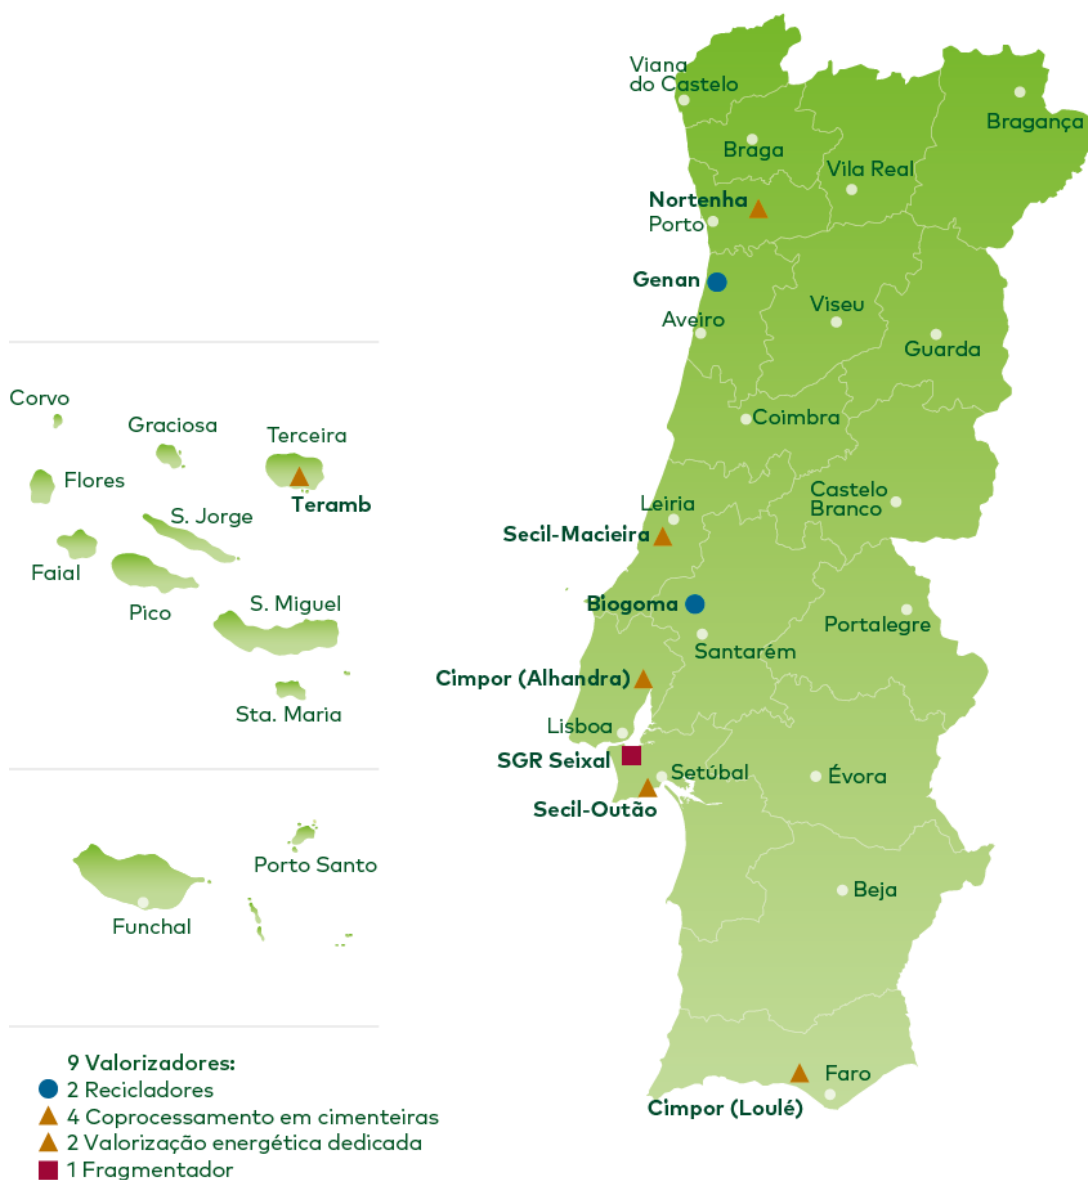 Viana
do Castelo
Bragança
Braga
Vila Real
Nortenha
Porto
Genan
Viseu
Aveiro
Guarda
Corvo
Graciosa
Terceira
Coimbra
Flores
Teramb
Leiria
Castelo
Branco
S. Jorge
Secil-Macieira
Faial
Pico
S. Miguel
Biogoma
Portalegre
Santarém
Cimpor (Alhandra)
Sta. Maria
Lisboa
SGR Seixal
Setúbal
Évora
Secil-Outão
Porto Santo
Beja
Funchal
Faro
Cimpor (Loulé)
9 Valorizadores:
2 Recicladores
4 Coprocessamento em cimenteiras
2 Valorização energética dedicada
1 Fragmentador